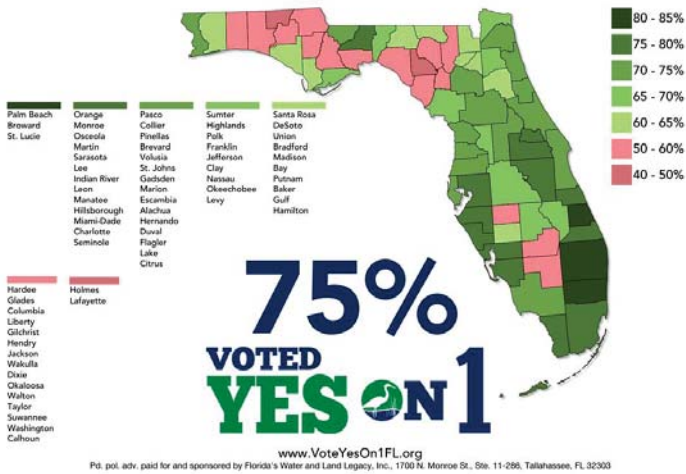 80 - 85%
75 - 80%
70 - 75%
65 - 70%
60 - 65%
50 - 60%
40 - 50%
Palm Beach
Broward
St. Lucie
Orange
Monroe
Osceola
Martin
Sarasota
Lee
Indian River
Leon
Manatee
Hillsborough
Miami-Dade
Charlotte
Seminole
Pasco
Collier
Pinellas
Brevard
Volusia
St. Johns
Gadsden
Marion
Escambia
Alachua
Hernando
Duval
Flagler
Lake
Citrus
Sumter
Highlands
Polk
Franklin
Jefferson
Clay
Nassau
Okeechobee
Levy
Santa Rosa
DeSoto
Union
Bradford
Madison
Bay
Putnam
Baker
Gulf
Hamilton
Hardee
Glades
Columbia
Liberty
Gilchrist
Hendry
Jackson
Wakulla
Dixie
Okaloosa
Walton
Taylor
Suwannee
Washington
Calhoun
Holmes
Lafayette
75%
VOTED
YES ON 1
www.VoteYesOn1FL.org
Pd. pol. adv. paid for and sponsored by Florida's Water and Land Legacy, Inc., 1700 N. Monroe St., Ste. 11-286, Tallahassee, FL 32303